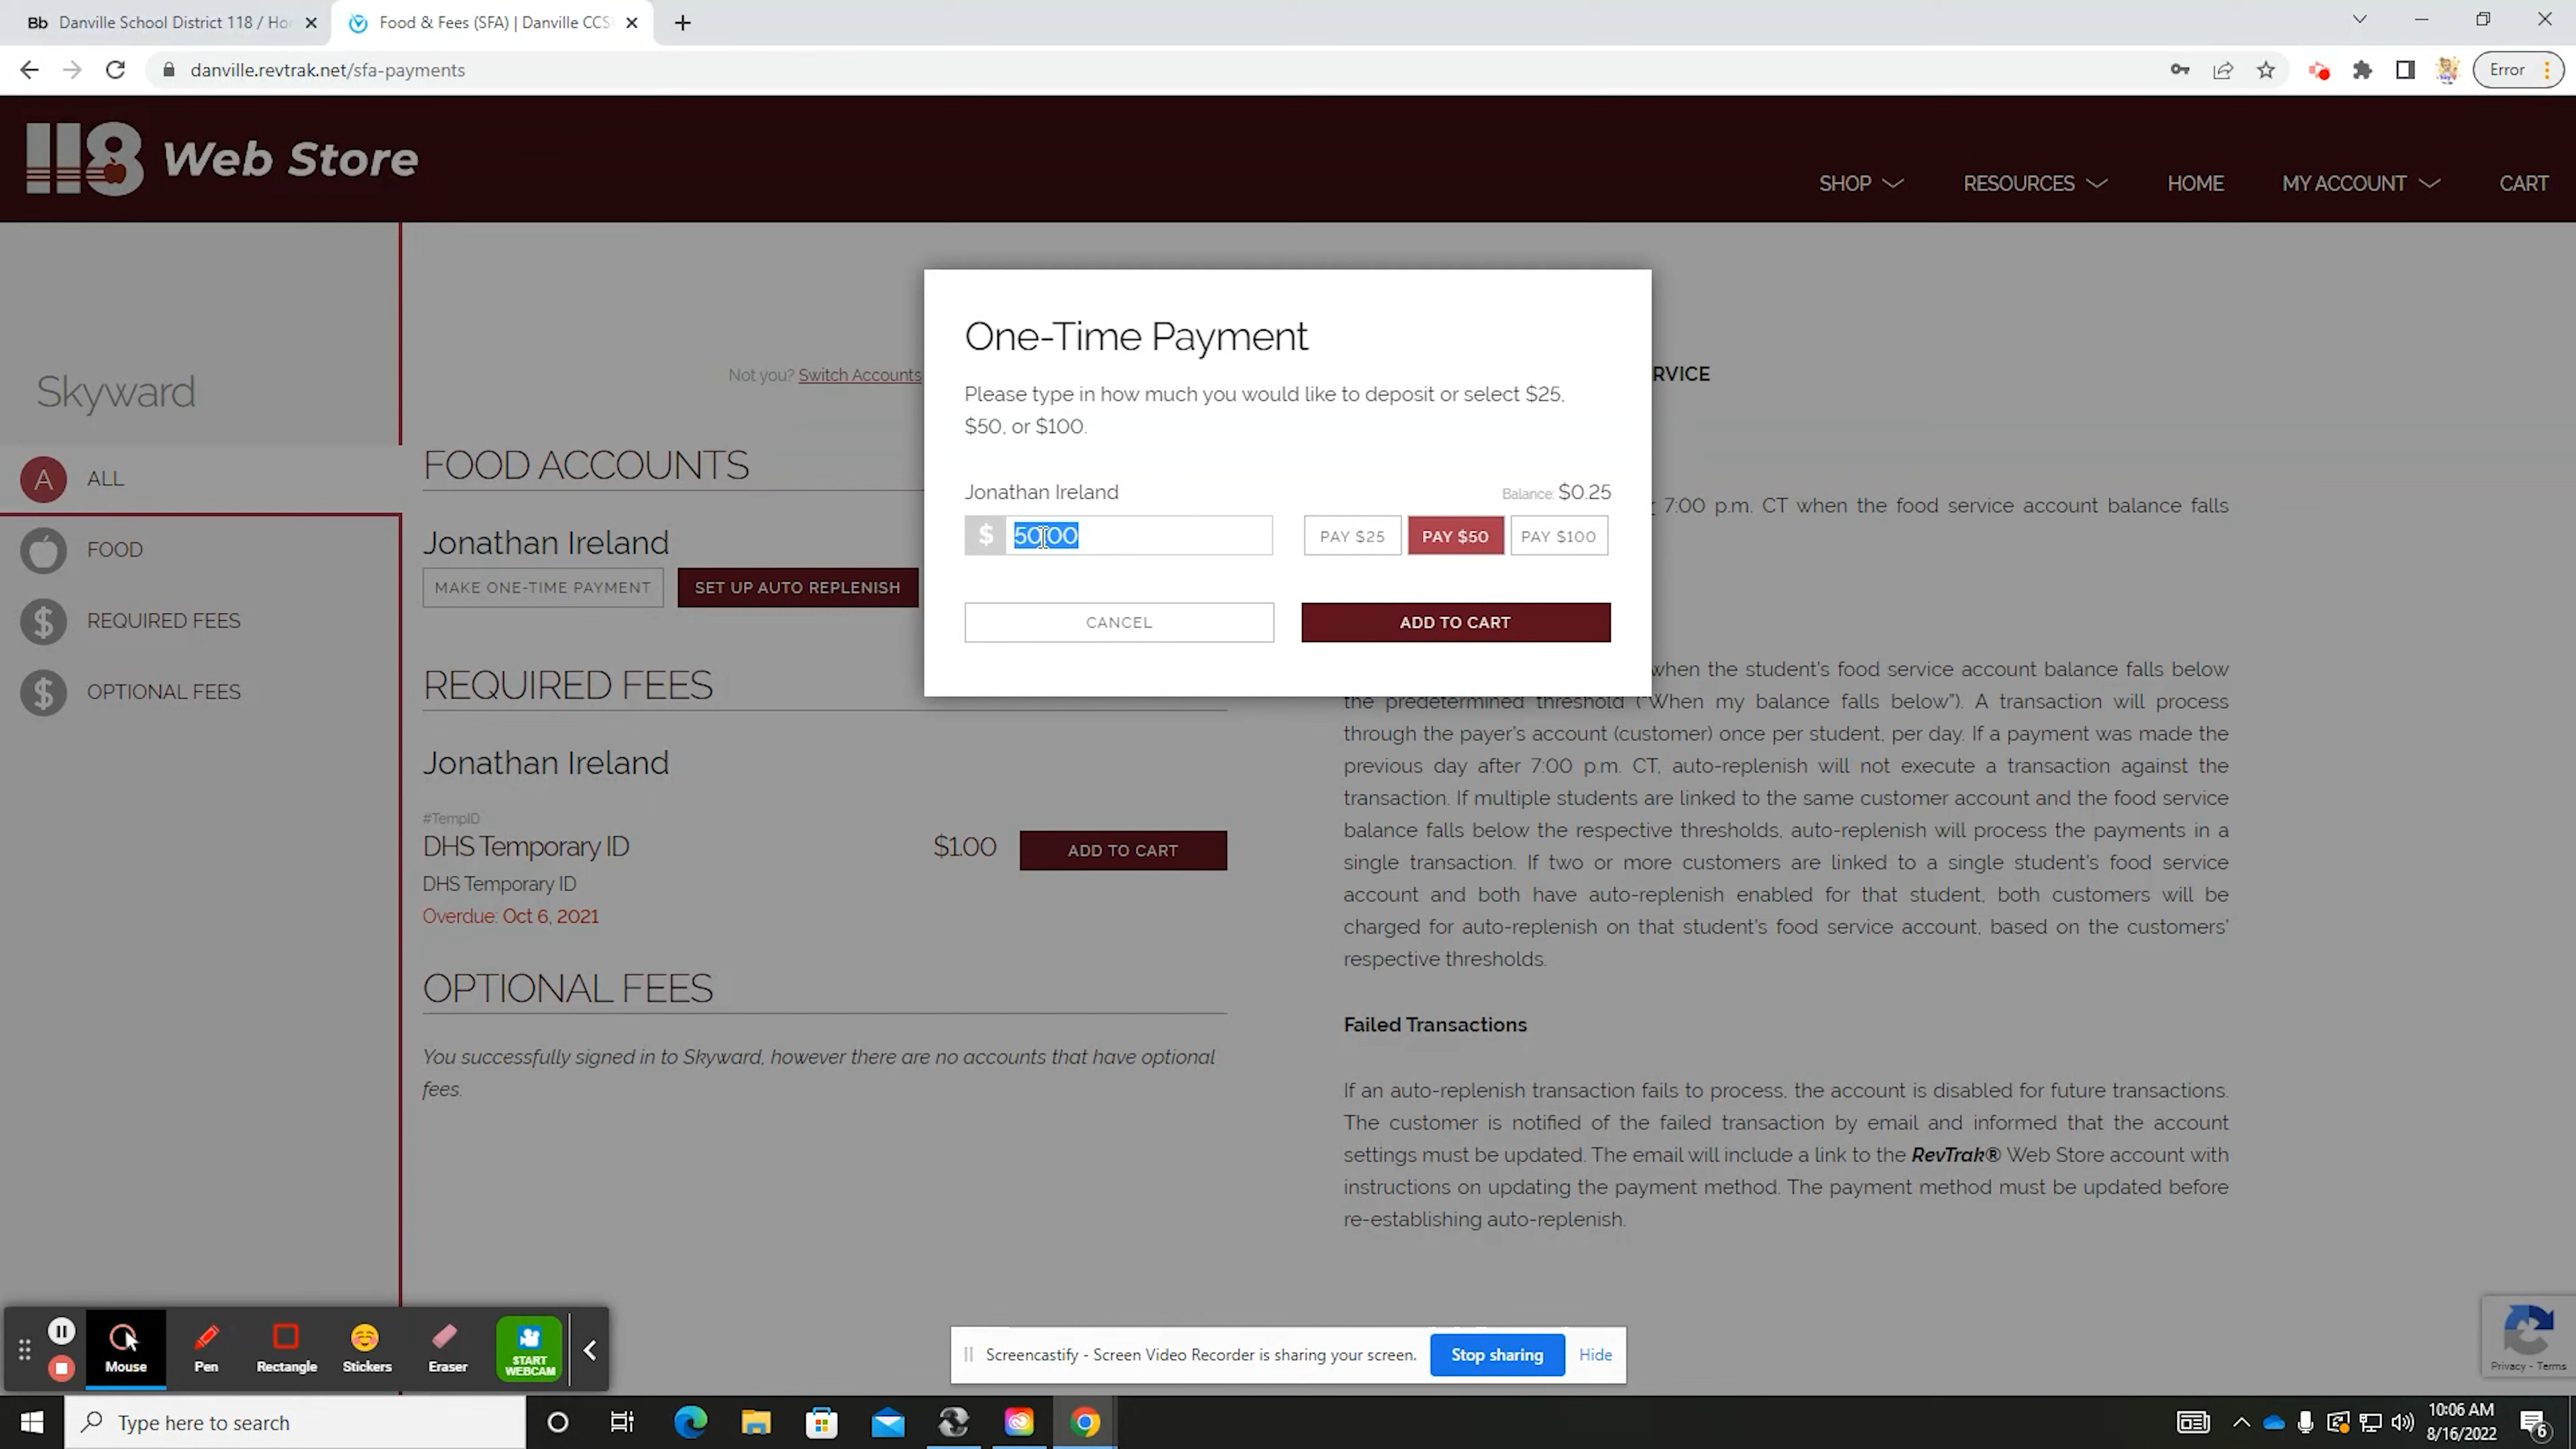 Bb Danville School District 118 / Ho
Food & Fees (SFA) | Danville CCS
danville.revtrak.net/sfa-payments
Error
118 Web Store
SHOP
RESOURCES
HOME
MY ACCOUNT
CART
Skyward
A ALL
FOOD
$ REQUIRED FEES
$ OPTIONAL FEES
Not you? Switch Accounts
FOOD ACCOUNTS
Jonathan Ireland
MAKE ONE-TIME PAYMENT
SET UP AUTO REPLENISH
REQUIRED FEES
Jonathan Ireland
#TempID
DHS Temporary ID
$1.00
ADD TO CART
DHS Temporary ID
Overdue: Oct 6, 2021
OPTIONAL FEES
You successfully signed in to Skyward, however there are no accounts that have optional
fees.
One-Time Payment
Please type in how much you would like to deposit or select $25,
$50, or $100.
Jonathan Ireland
Balance: $0.25
$ 50.00
PAY $25
PAY $50
PAY $100
CANCEL
ADD TO CART
RVICE
7:00 p.m. CT when the food service account balance falls
when the student's food service account balance falls below
the predetermined threshold ("When my balance falls below"). A transaction will process
through the payer's account (customer) once per student, per day. If a payment was made the
previous day after 7:00 p.m. CT, auto-replenish will not execute a transaction against the
transaction. If multiple students are linked to the same customer account and the food service
balance falls below the respective thresholds, auto-replenish will process the payments in a
single transaction. If two or more customers are linked to a single student's food service
account and both have auto-replenish enabled for that student, both customers will be
charged for auto-replenish on that student's food service account, based on the customers'
respective thresholds.
Failed Transactions
If an auto-replenish transaction fails to process, the account is disabled for future transactions.
The customer is notified of the failed transaction by email and informed that the account
settings must be updated. The email will include a link to the RevTrak® Web Store account with
instructions on updating the payment method. The payment method must be updated before
re-establishing auto-replenish.
Mouse
Pen
Rectangle
Stickers
Eraser
START
WEBCAM
Screencastify - Screen Video Recorder is sharing your screen.
Stop sharing
Hide
Privacy - Terms
Type here to search
10:06 AM
8/16/2022
6